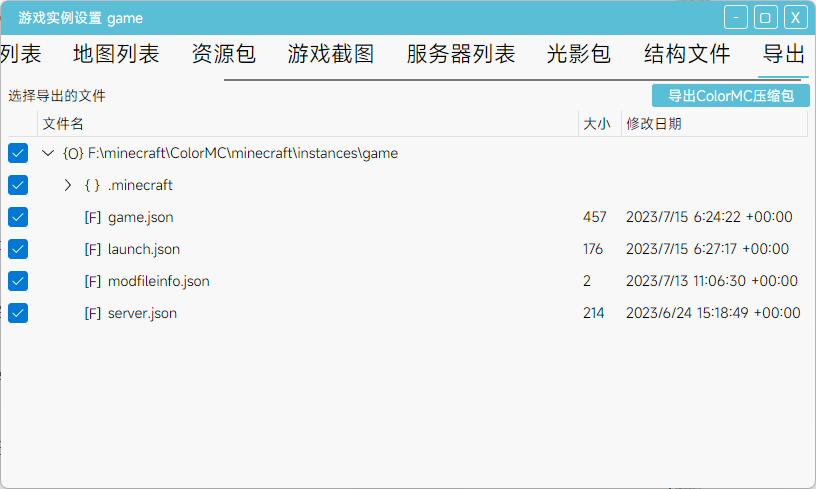 游戏实例设置 game
列表 地图列表 资源包 游戏截图 服务器列表 光影包 结构文件 导出
选择导出的文件 导出ColorMC压缩包
文件名 大小 修改日期
{O} F:\minecraft\ColorMC\minecraft\instances\game
{ } .minecraft
[F] game.json 457 2023/7/15 6:24:22 +00:00
[F] launch.json 176 2023/7/15 6:27:17 +00:00
[F] modfileinfo.json 2 2023/7/13 11:06:30 +00:00
[F] server.json 214 2023/6/24 15:18:49 +00:00